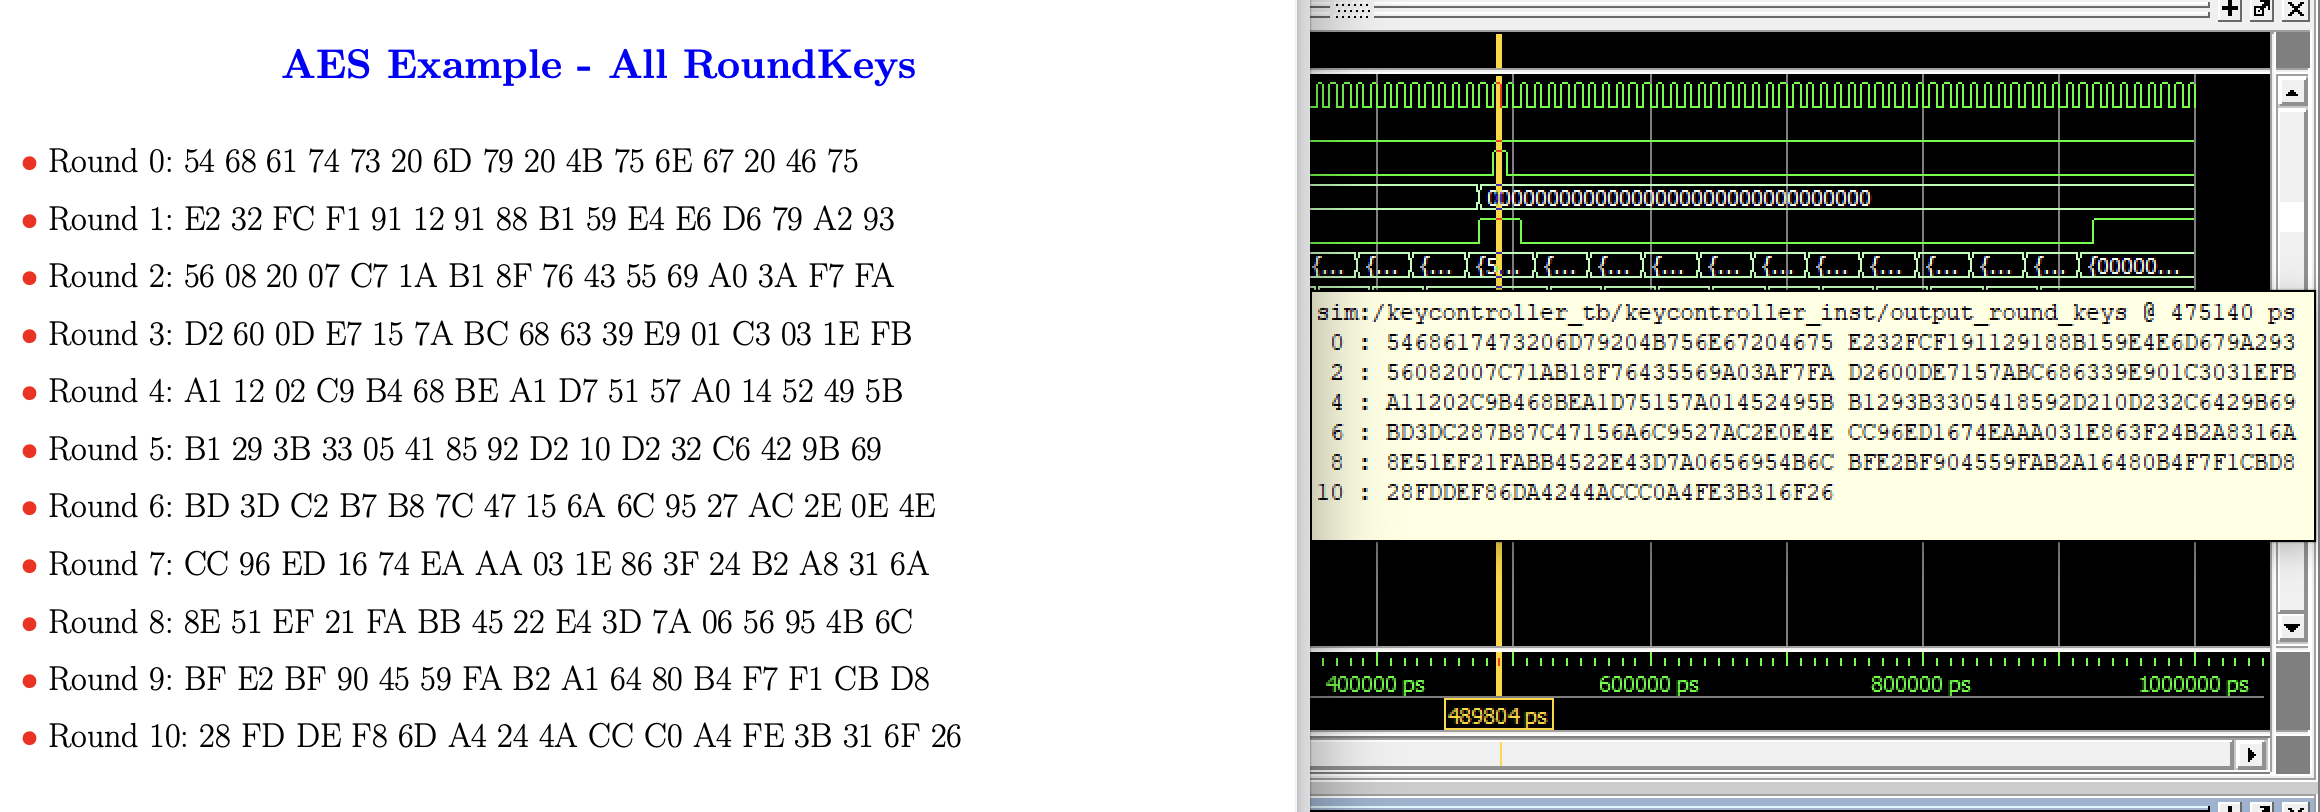 AES Example - All RoundKeys
• Round 0: 54 68 61 74 73 20 6D 79 20 4B 75 6E 67 20 46 75
• Round 1: E2 32 FC F1 91 12 91 88 B1 59 E4 E6 D6 79 A2 93
• Round 2: 56 08 20 07 C7 1A B1 8F 76 43 55 69 A0 3A F7 FA
• Round 3: D2 60 0D E7 15 7A BC 68 63 39 E9 01 C3 03 1E FB
• Round 4: A1 12 02 C9 B4 68 BE A1 D7 51 57 A0 14 52 49 5B
• Round 5: B1 29 3B 33 05 41 85 92 D2 10 D2 32 C6 42 9B 69
• Round 6: BD 3D C2 B7 B8 7C 47 15 6A 6C 95 27 AC 2E 0E 4E
• Round 7: CC 96 ED 16 74 EA AA 03 1E 86 3F 24 B2 A8 31 6A
• Round 8: 8E 51 EF 21 FA BB 45 22 E4 3D 7A 06 56 95 4B 6C
• Round 9: BF E2 BF 90 45 59 FA B2 A1 64 80 B4 F7 F1 CB D8
• Round 10: 28 FD DE F8 6D A4 24 4A CC C0 A4 FE 3B 31 6F 26
00000000000000000000000000000000
{... {... {... {5... {... {... {... {... {... {... {... {... {... {... {00000...
sim:/keycontroller_tb/keycontroller_inst/output_round_keys @ 475140 ps
0 : 5468617473206D79204B756E67204675 E232FCF191129188B159E4E6D679A293
2 : 56082007C71AB18F76435569A03AF7FA D2600DE7157ABC686339E901C3031EFB
4 : A11202C9B468BEA1D75157A01452495B B1293B3305418592D210D232C6429B69
6 : BD3DC2B7B87C47156A6C9527AC2E0E4E CC96ED1674EAAA031E863F24B2A8316A
8 : 8E51EF21FABB4522E43D7A0656954B6C BFE2BF904559FAB2A16480B4F7F1CBD8
10 : 28FDDEF86DA4244ACCC0A4FE3B316F26
400000 ps 600000 ps 800000 ps 1000000 ps
489804 ps